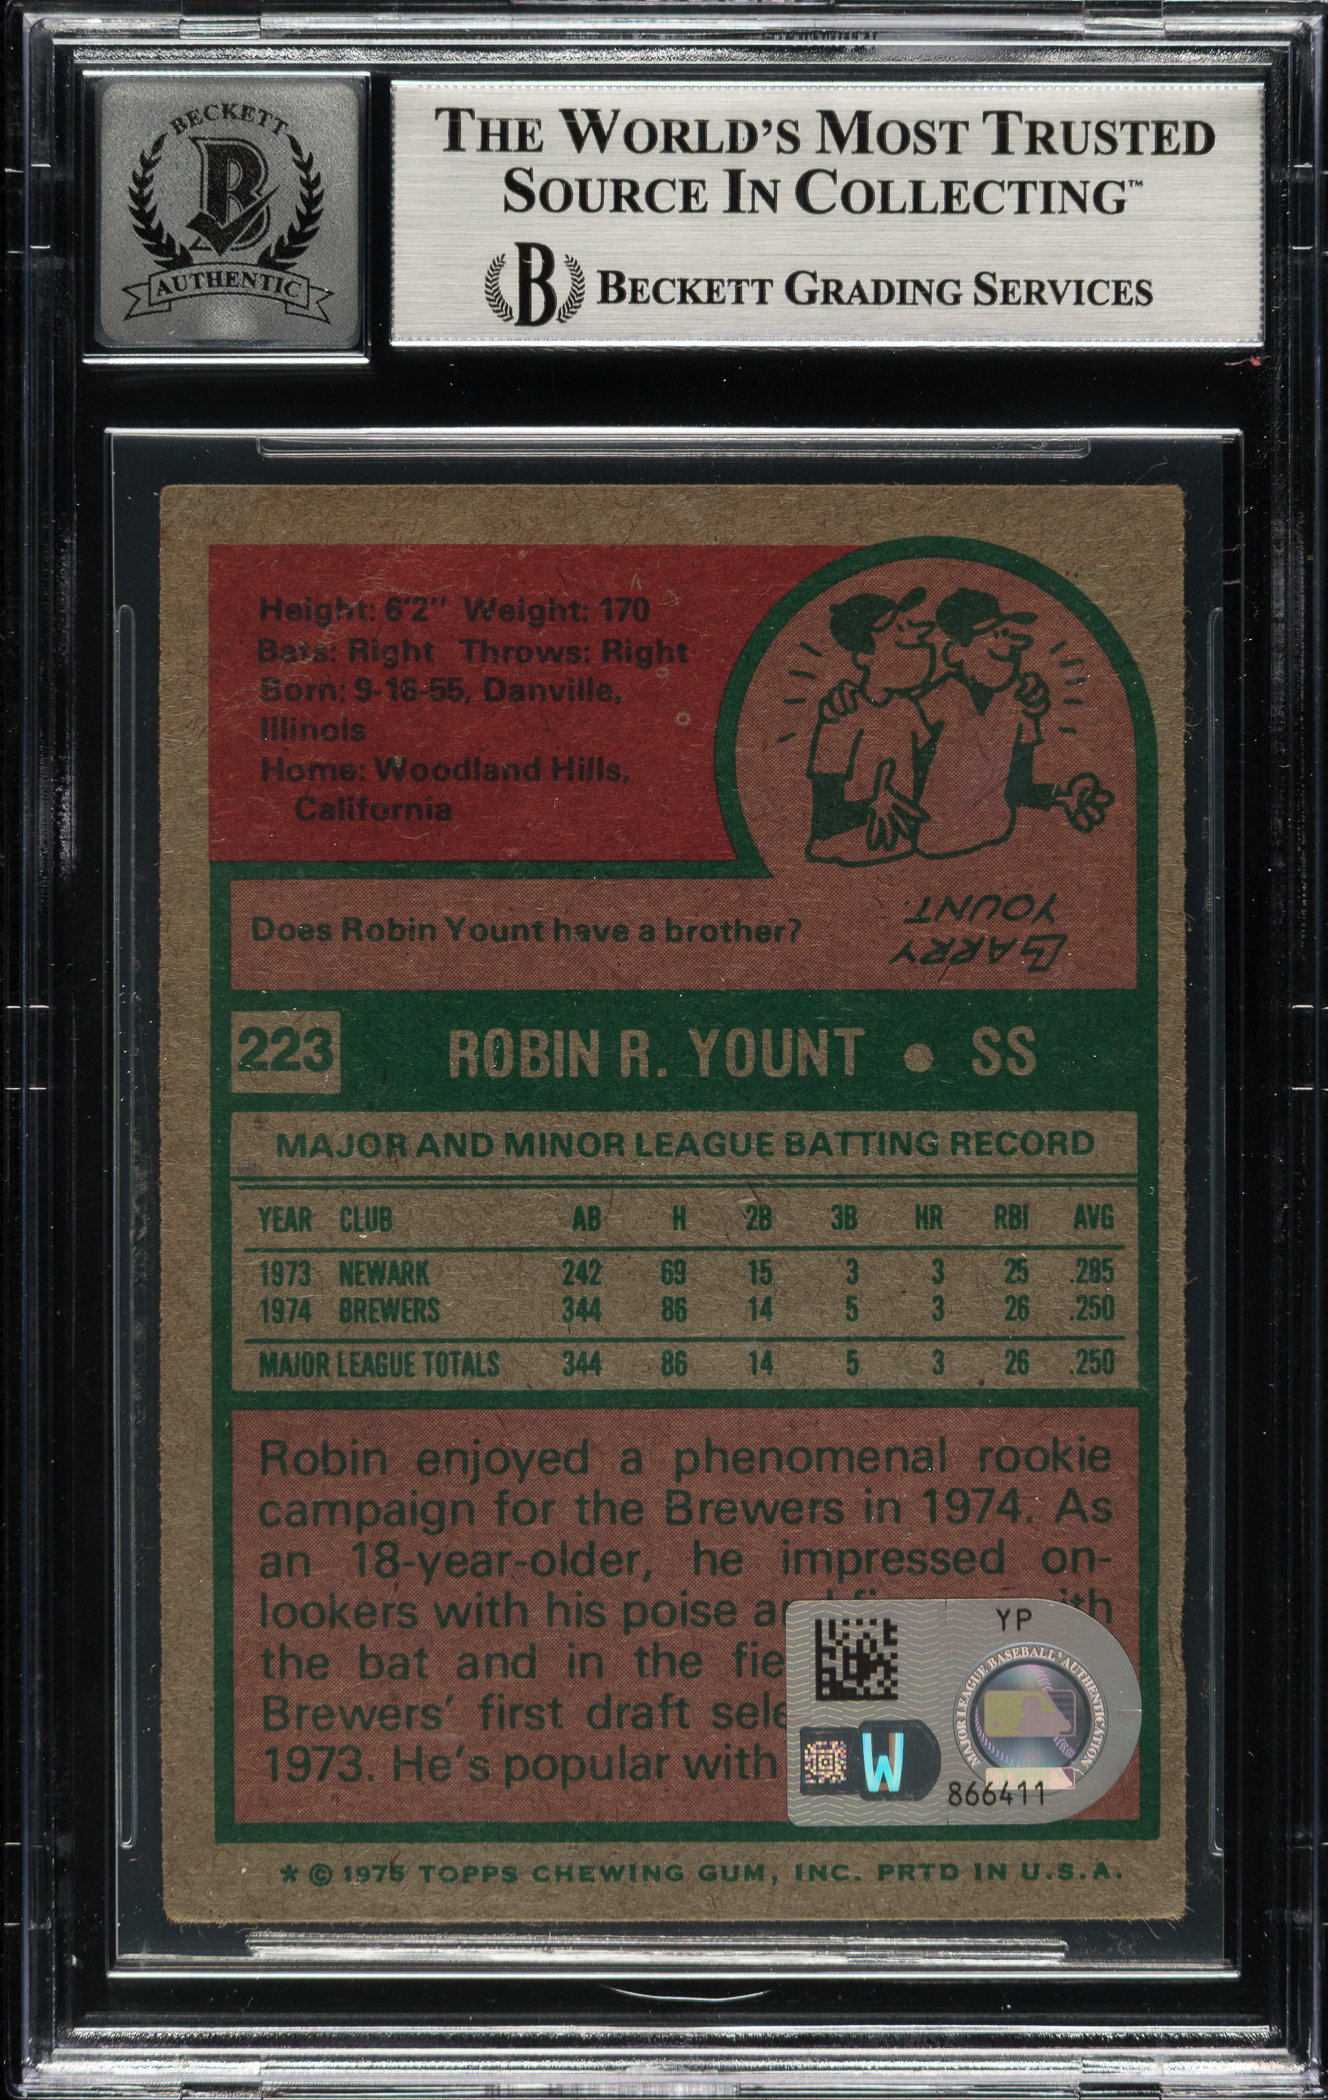 BECKETT
AUTHENTIC
THE WORLD'S MOST TRUSTED
SOURCE IN COLLECTING™
B BECKETT GRADING SERVICES
Height: 6'2" Weight: 170
Bats: Right Throws: Right
Born: 9-16-55, Danville,
Illinois
Home: Woodland Hills,
California
Does Robin Yount have a brother?
BARRY
YOUNT.
223 ROBIN R. YOUNT ● SS
MAJOR AND MINOR LEAGUE BATTING RECORD
YEAR CLUB AB H 2B 3B HR RBI AVG
1973 NEWARK 242 69 15 3 3 25 .285
1974 BREWERS 344 86 14 5 3 26 .250
MAJOR LEAGUE TOTALS 344 86 14 5 3 26 .250
Robin enjoyed a phenomenal rookie
campaign for the Brewers in 1974. As
an 18-year-older, he impressed on-
lookers with his poise
the bat and in the
Brewers' first draft
1973. He's popular with
YP
MAJOR LEAGUE BASEBALL AUTHENTICATION
W
866411
* © 1975 TOPPS CHEWING GUM, INC. PRTD IN U.S.A.